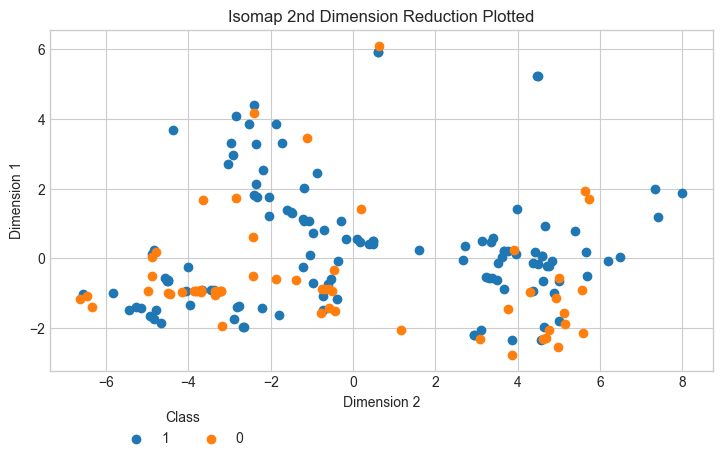 Isomap 2nd Dimension Reduction Plotted
6
4
2
0
−2
Dimension 1
−6 −4 −2 0 2 4 6 8
Dimension 2
Class
1 0